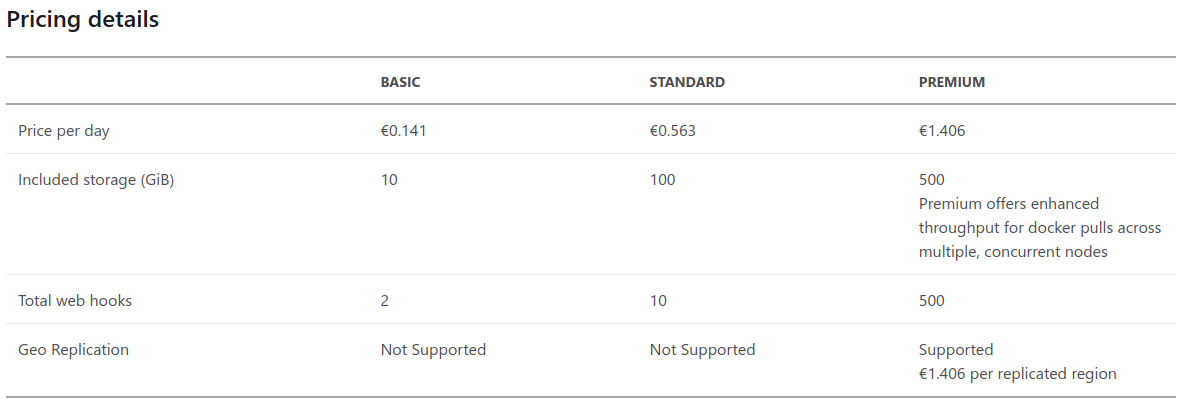 Pricing details
BASIC STANDARD PREMIUM
Price per day €0.141 €0.563 €1.406
Included storage (GiB) 10 100 500
Premium offers enhanced
throughput for docker pulls across
multiple, concurrent nodes
Total web hooks 2 10 500
Geo Replication Not Supported Not Supported Supported
€1.406 per replicated region